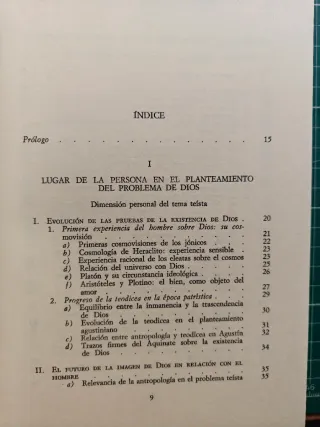 ÍNDICE
Prólogo . . . . . . . . . . . . . . 15
I
LUGAR DE LA PERSONA EN EL PLANTEAMIENTO
DEL PROBLEMA DE DIOS
Dimensión personal del tema teísta
I. EVOLUCIÓN DE LAS PRUEBAS DE LA EXISTENCIA DE DIOS . 20
1. Primera experiencia del hombre sobre Dios: su cos-
movisión . . . . . . . . . . 21
a) Primeras cosmovisiones de los jónicos . . . . 22
b) Cosmología de Heraclito: experiencia sensible . 23
c) Experiencia racional de los eleatas sobre el cosmos 23
d) Relación del universo con Dios . . . . . 25
e) Platón y su circunstancia ideológica . . . . 26
f) Aristóteles y Plotino: el bien, como objeto del
amor . . . . . . . . . . 27
2. Progreso de la teodicea en la época patrística . . 29
a) Equilibrio entre la inmanencia y la trascendencia
de Dios . . . . . . . . . 30
b) Evolución de la teodicea en el planteamiento
agustiniano . . . . . . . . 31
c) Relación entre antropología y teodicea en Agustín 32
d) Trazos firmes del Aquinate sobre la existencia
de Dios . . . . . . . . . 34
II. EL FUTURO DE LA IMAGEN DE DIOS EN RELACIÓN CON EL
HOMBRE . . . . . . . . . . . 35
a) Relevancia de la antropología en el problema teísta 35
9